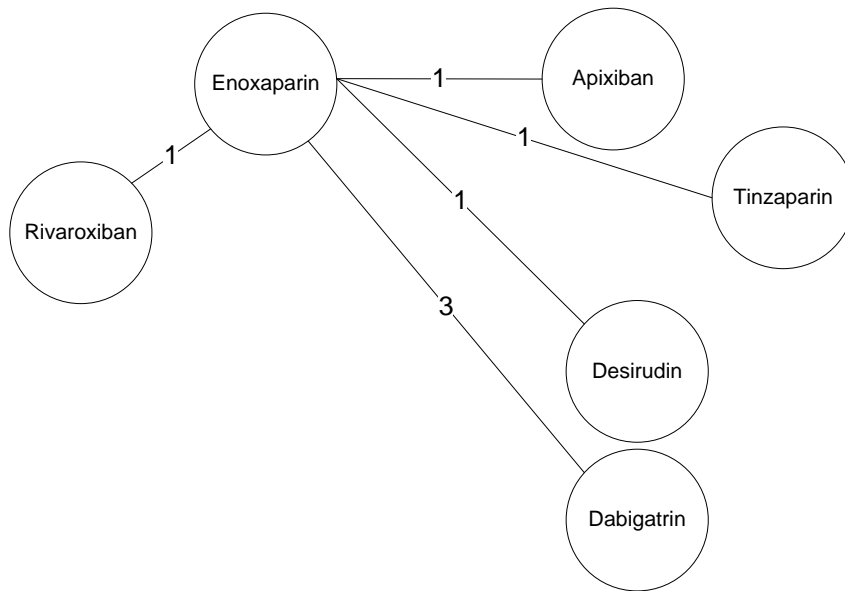 Enoxaparin
1
Apixiban
1
Tinzaparin
1
Rivaroxiban
1
3
Desirudin
Dabigatrin